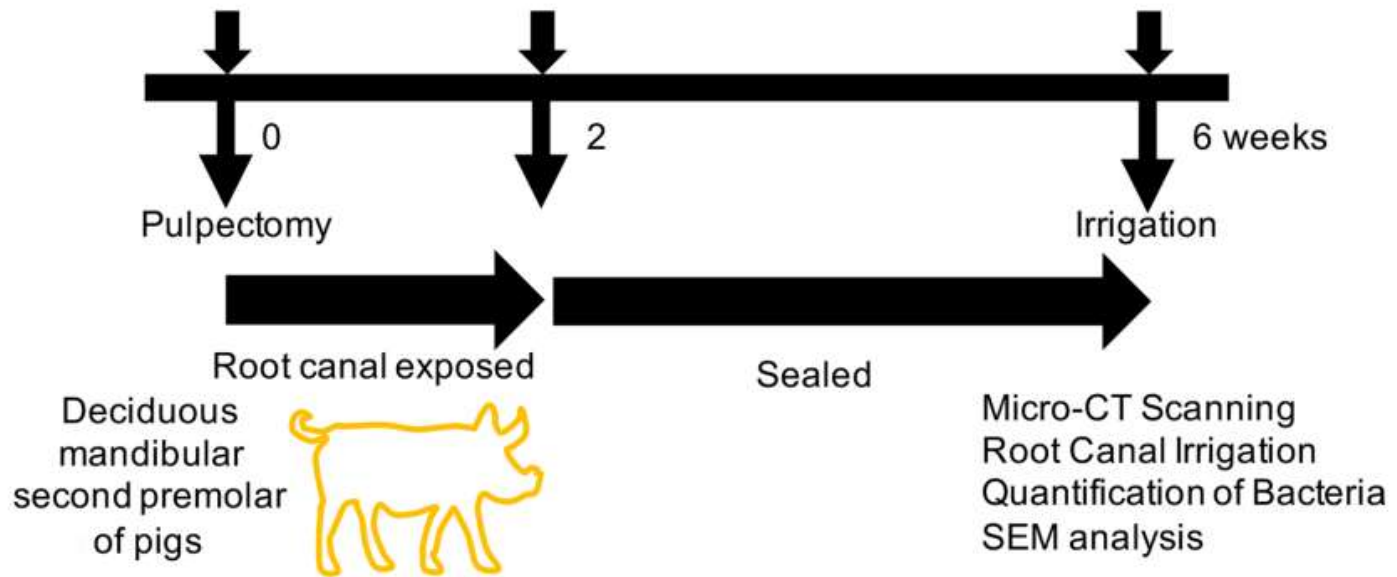 0
2
6 weeks
Pulpectomy
Irrigation
Root canal exposed
Sealed
Deciduous
mandibular
second premolar
of pigs
Micro-CT Scanning
Root Canal Irrigation
Quantification of Bacteria
SEM analysis